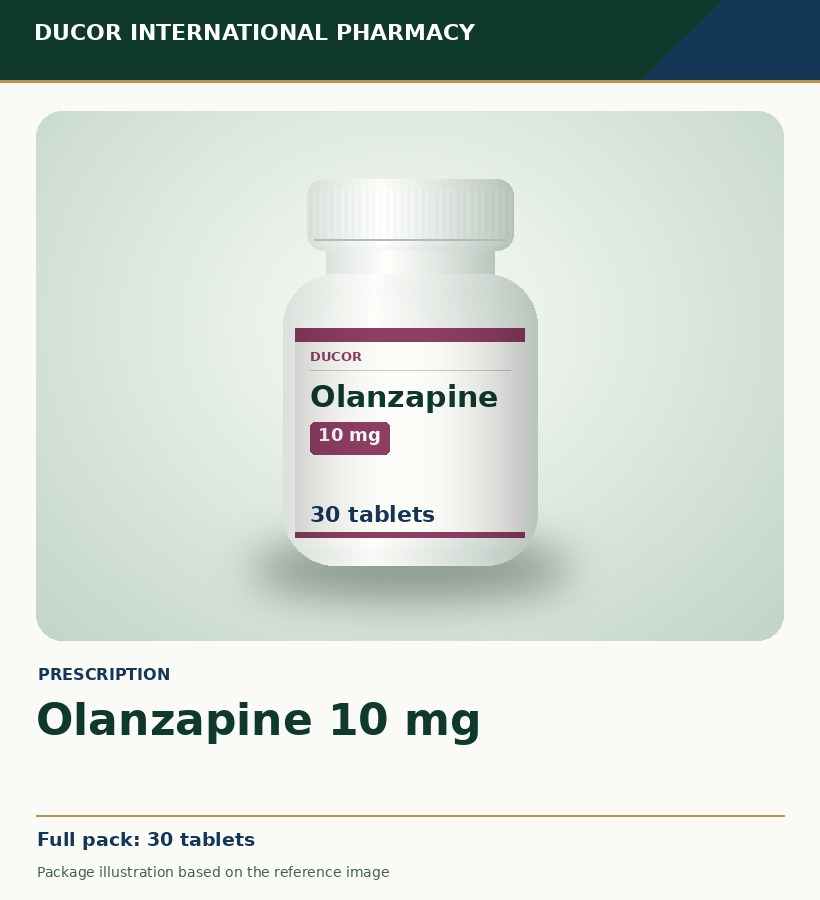 DUCOR INTERNATIONAL PHARMACY
DUCOR
Olanzapine
10 mg
30 tablets
PRESCRIPTION
Olanzapine 10 mg
Full pack: 30 tablets
Package illustration based on the reference image